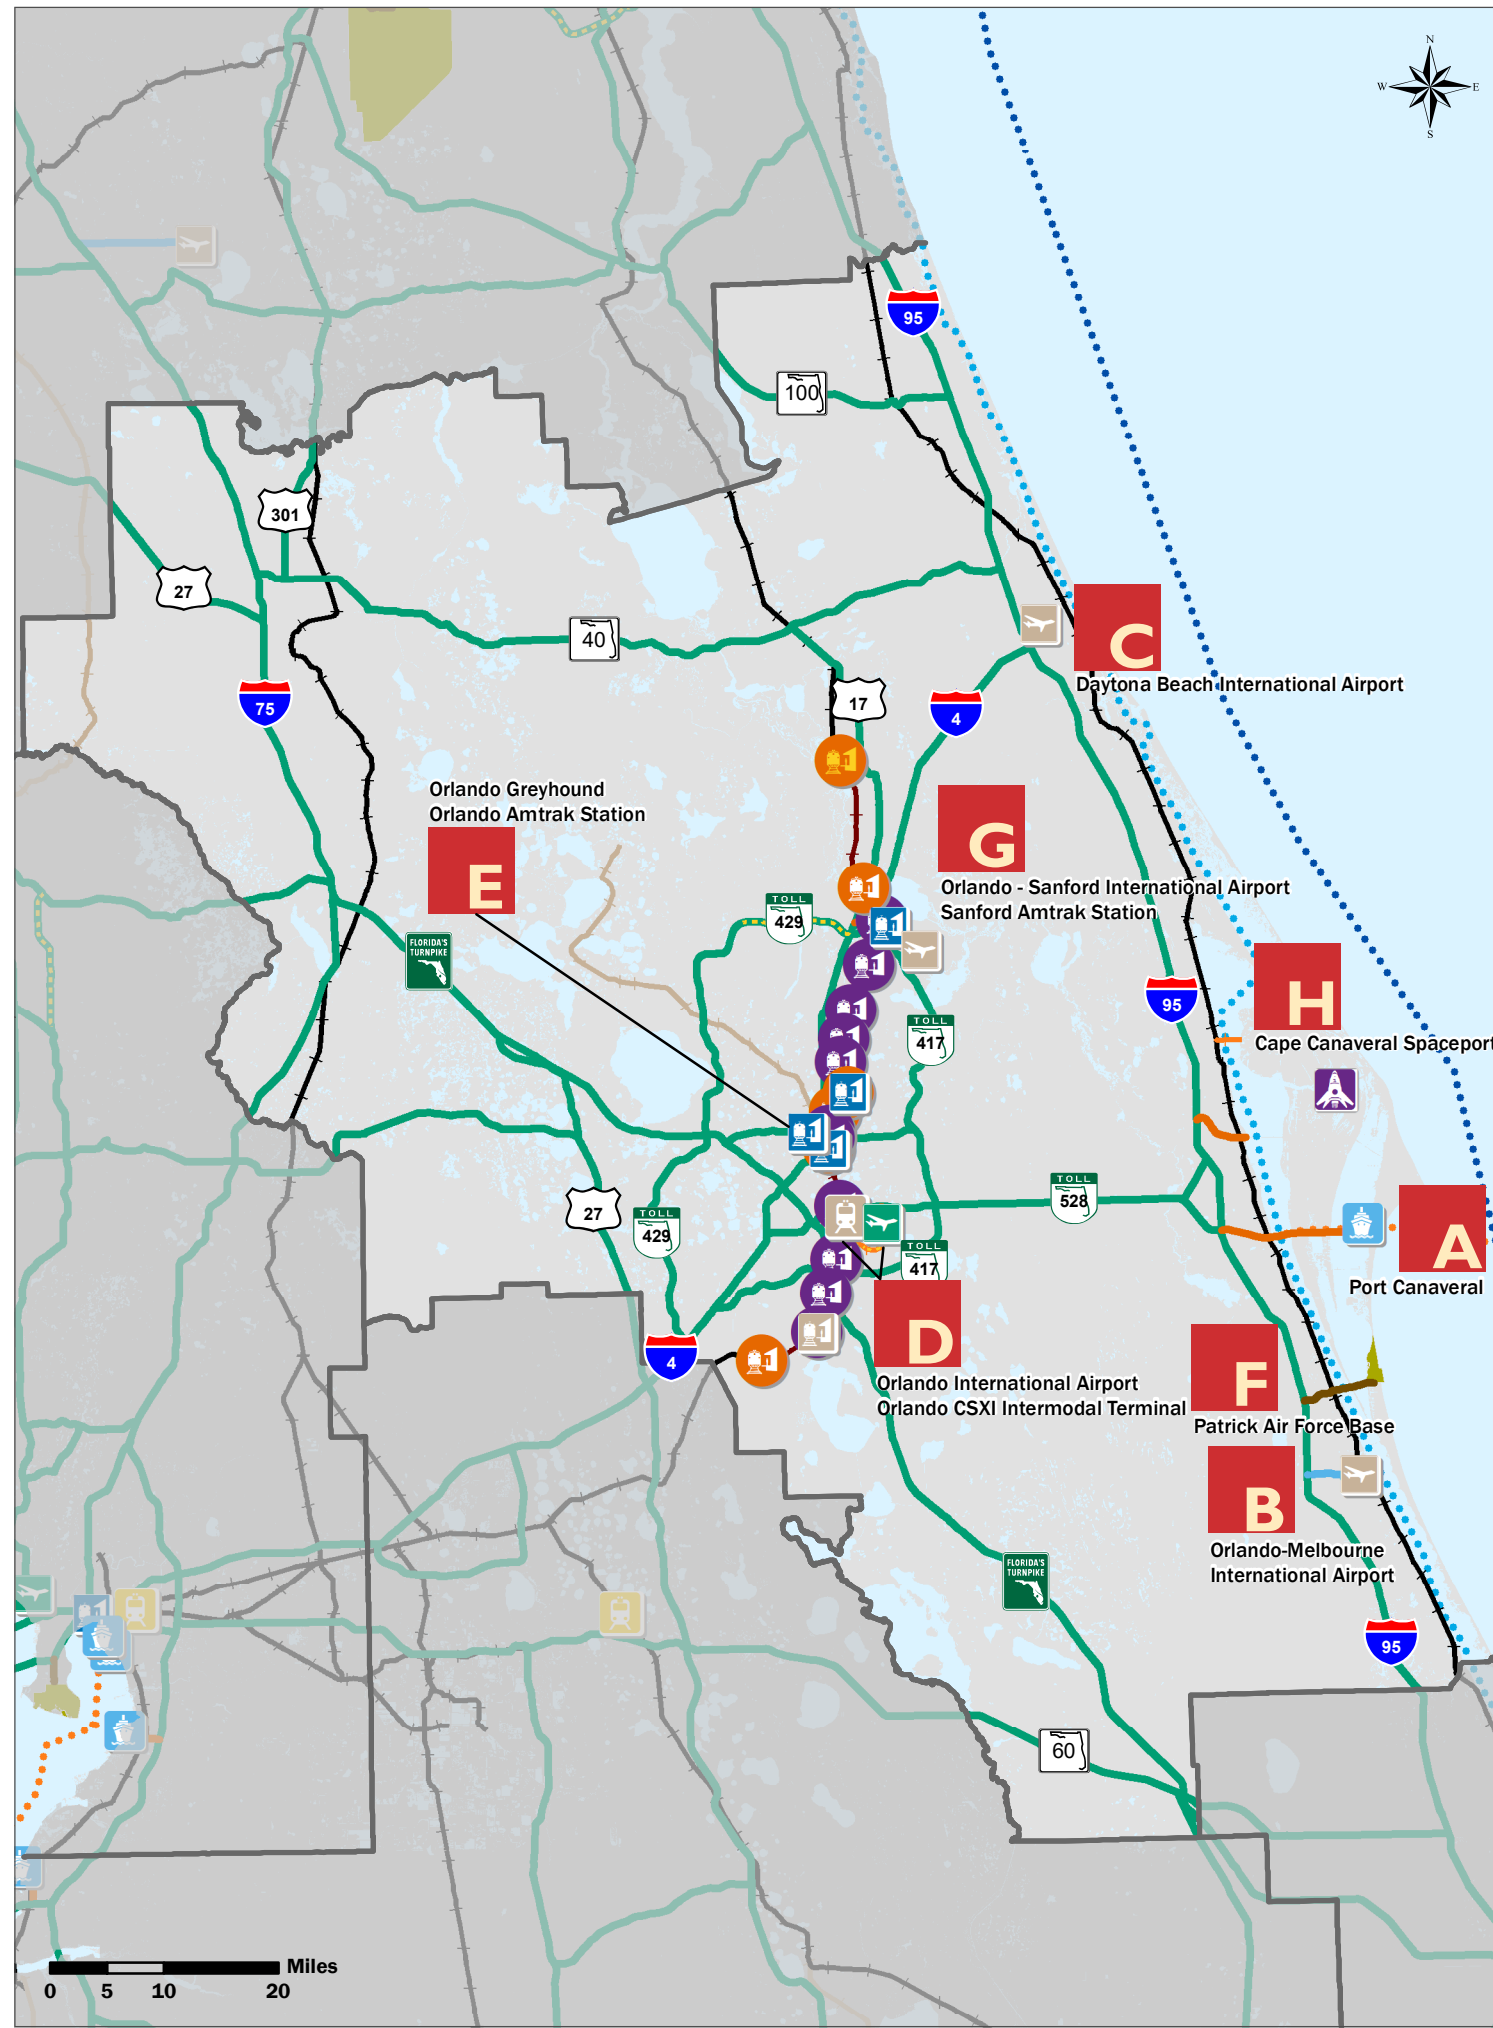 N
W E
S
95
100
301
27
40
C
Daytona Beach International Airport
75
17
4
Orlando Greyhound
Orlando Amtrak Station
E
G
Orlando - Sanford International Airport
Sanford Amtrak Station
TOLL
429
FLORIDA'S
TURNPIKE
95
H
Cape Canaveral Spaceport
TOLL
417
TOLL
528
27
TOLL
429
A
Port Canaveral
TOLL
417
D
Orlando International Airport
Orlando CSXI Intermodal Terminal
4
F
Patrick Air Force Base
B
Orlando-Melbourne
International Airport
FLORIDA'S
TURNPIKE
95
60
Miles
0 5 10 20